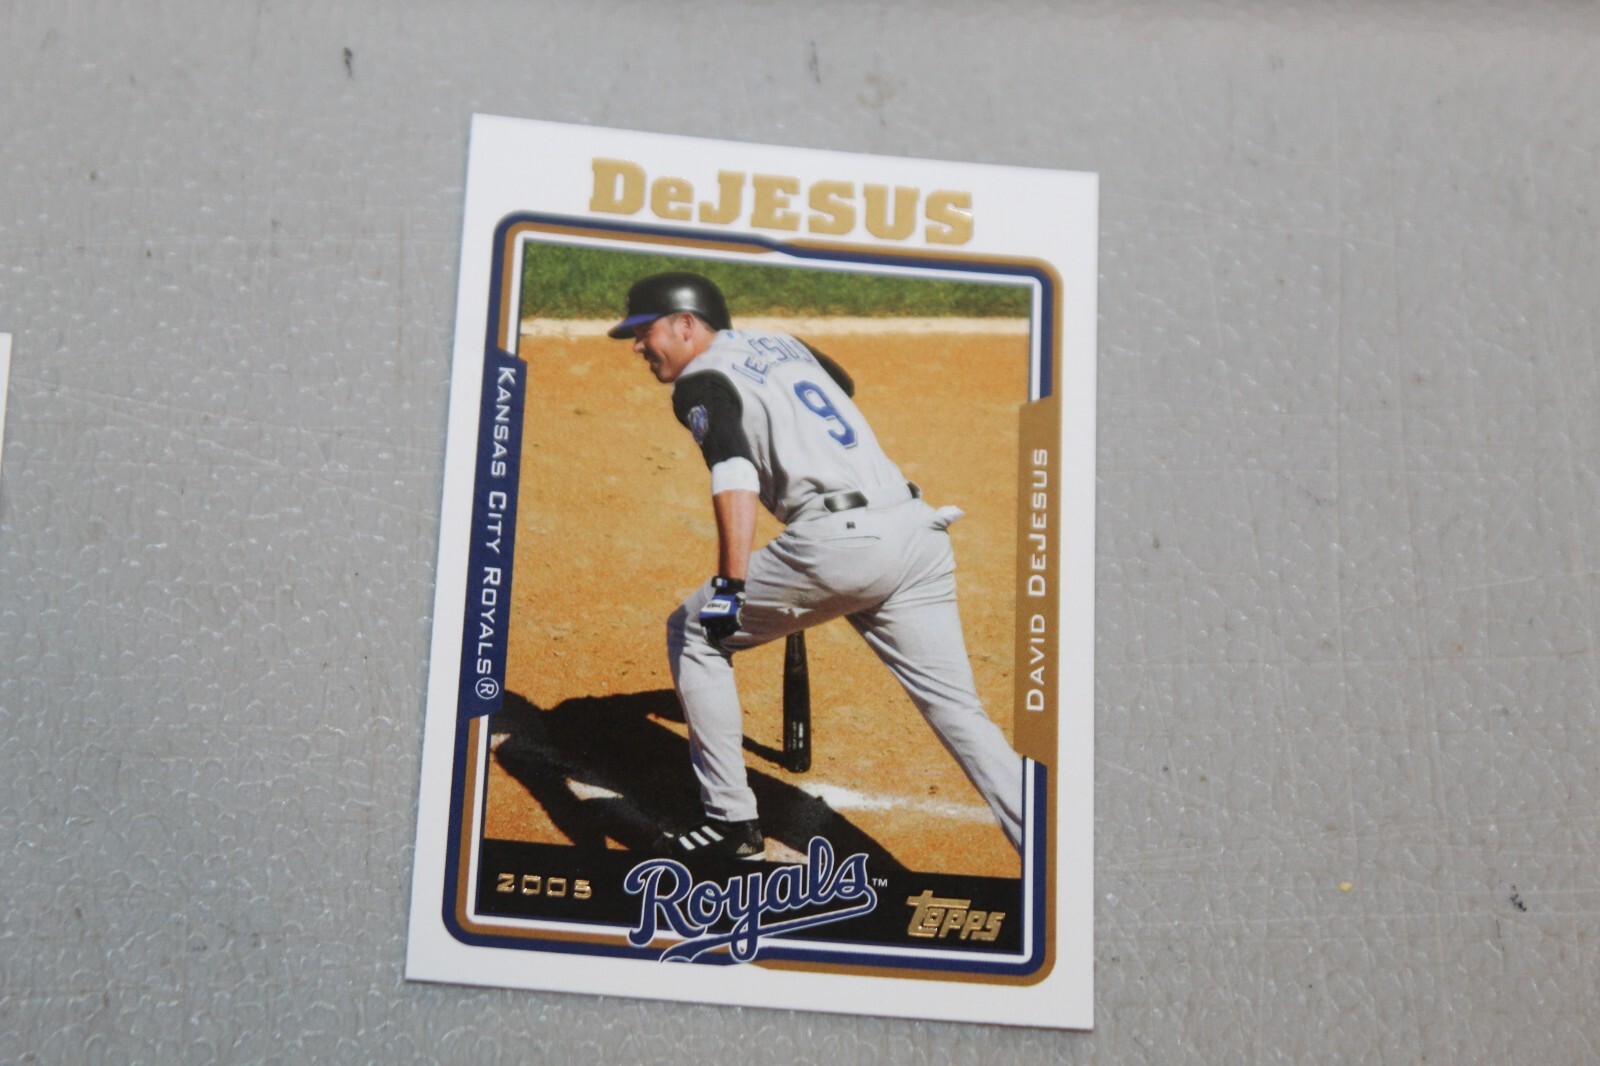 DeJESUS
KANSAS CITY ROYALS®
DeJESUS
9
DAVID DEJESUS
2005
Royals™
topps